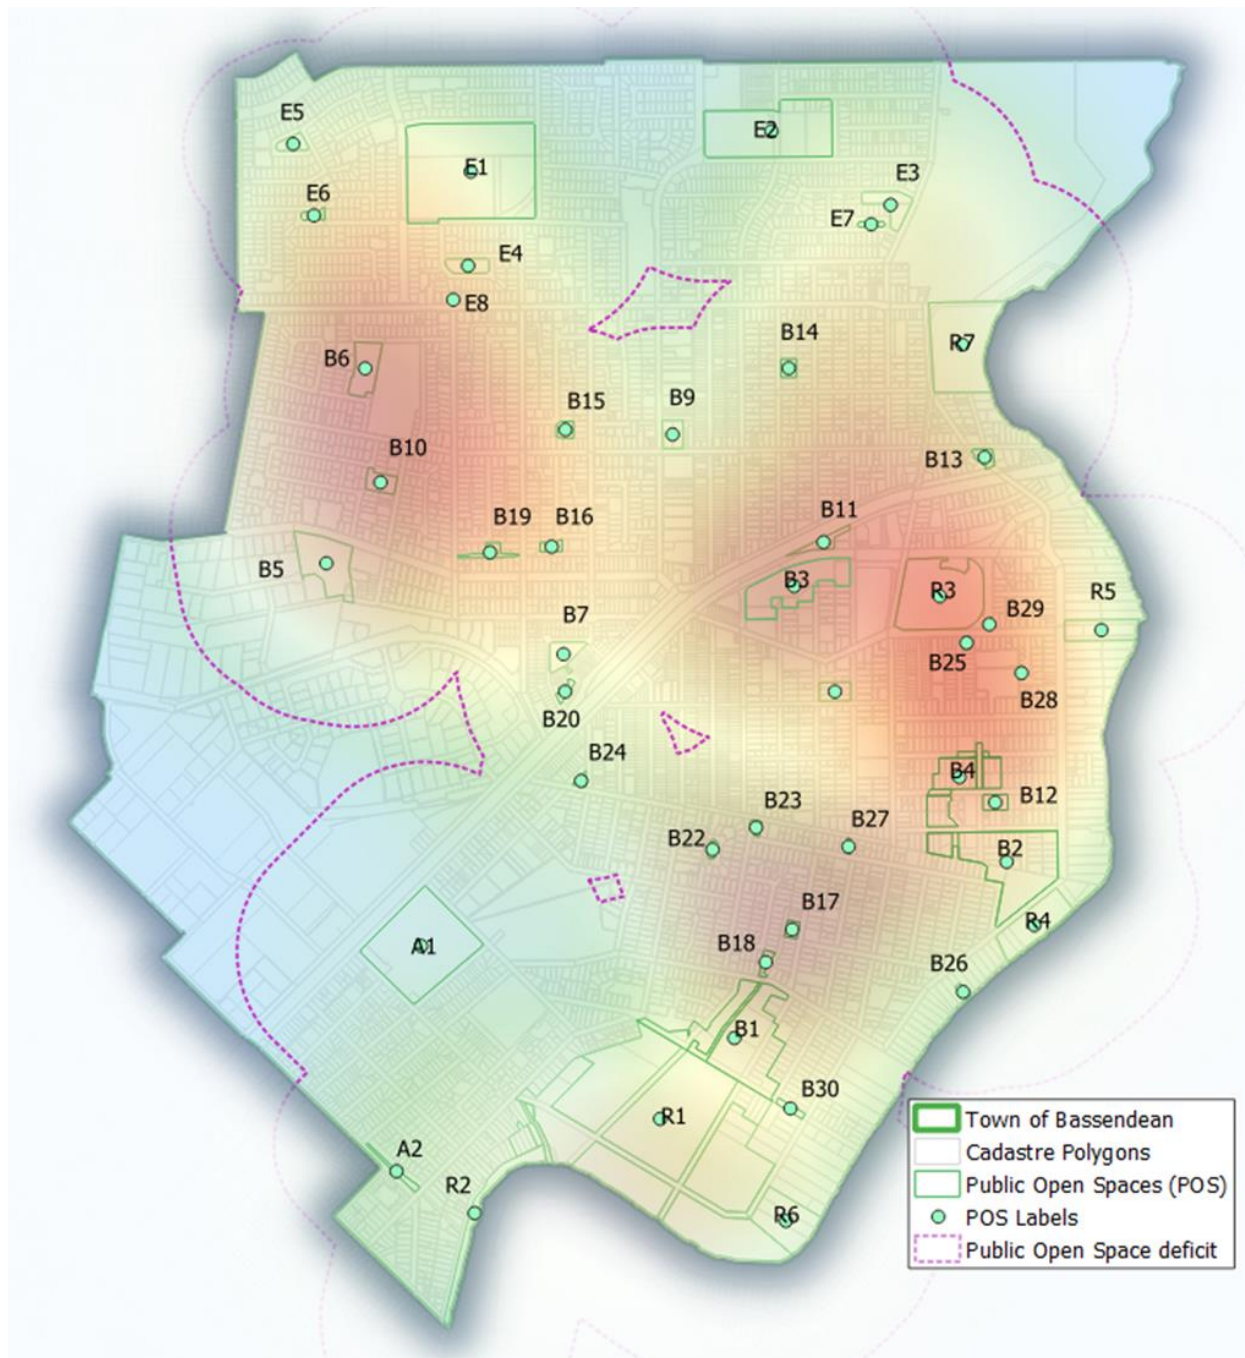 E5
E2
E1
E3
E6
E7
E4
E8
B14
R7
B6
B15
B9
B10
B13
B11
B19
B16
B5
B3
R3
R5
B7
B29
B25
B28
B20
B24
B4
B12
B23
B27
B22
B2
B17
R4
A1
B18
B26
B1
B30
R1
A2
R2
R6
Town of Bassendean
Cadastre Polygons
Public Open Spaces (POS)
POS Labels
Public Open Space deficit